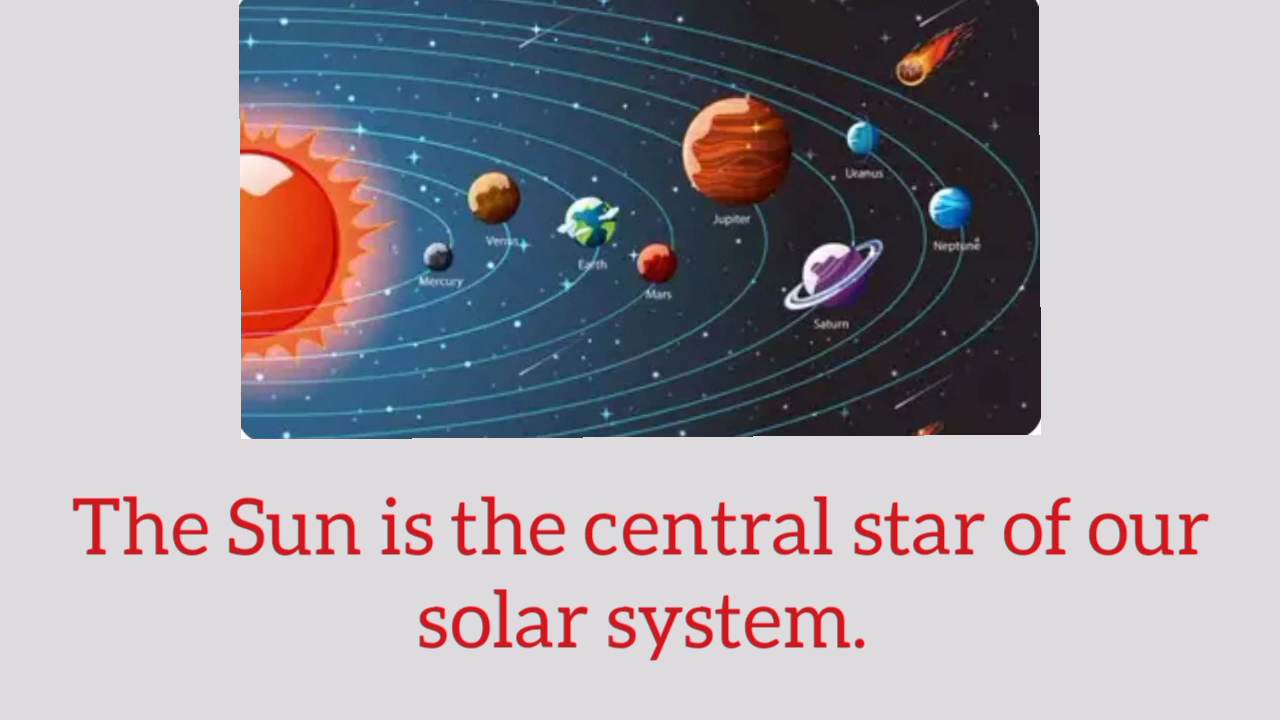 Uranus
Neptune
Jupiter
Venus
Earth
Mercury
Mars
Saturn
The Sun is the central star of our
solar system.